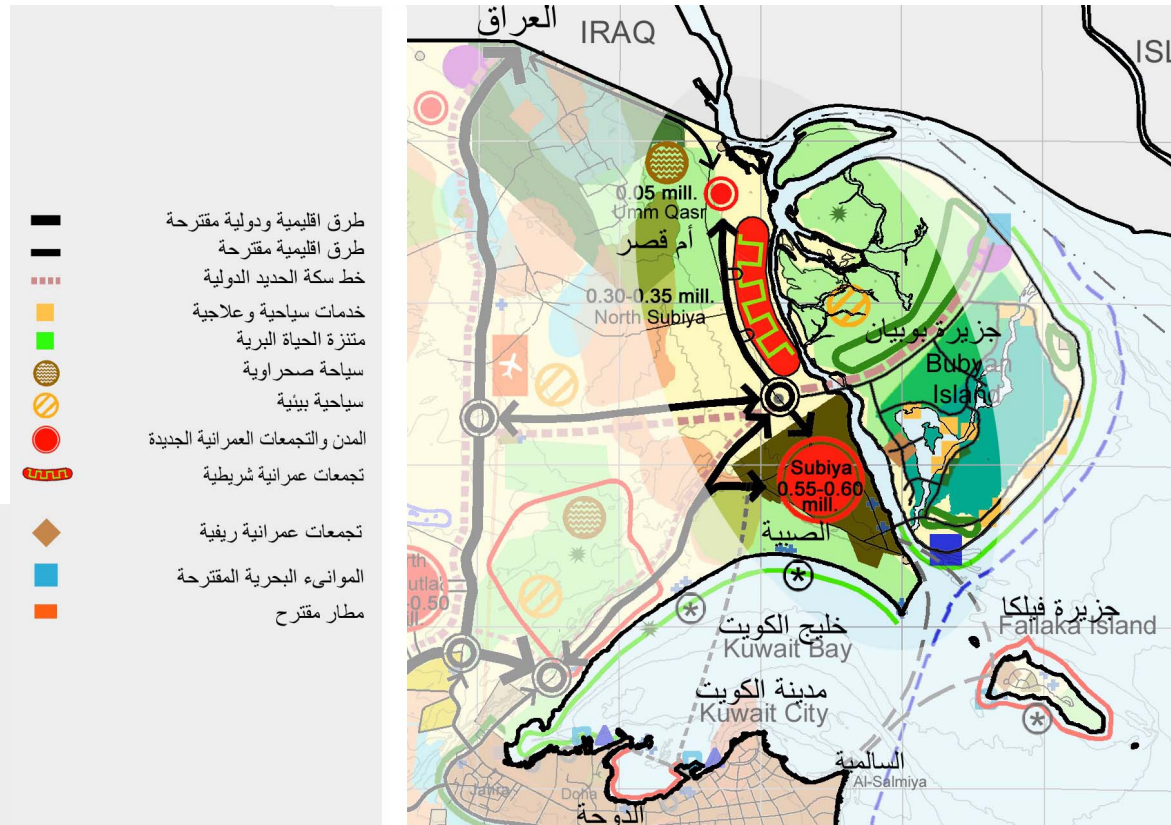 طرق اقليمية ودولية مقترحة
طرق اقليمية مقترحة
خط سكة الحديد الدولية
خدمات سياحية وعلاجية
متنزة الحياة البرية
سياحة صحراوية
سياحية بيئية
المدن والتجمعات العمرانية الجديدة
تجمعات عمرانية شريطية
تجمعات عمرانية ريفية
الموانىء البحرية المقترحة
مطار مقترح
العراق
IRAQ
0.05 mill.
Umm Qasr
أم قصر
0.30-0.35 mill.
North Subiya
جزيرة بوبيان
Bubyan
Island
Subiya
0.55-0.60
mill.
الصبية
خليج الكويت
Kuwait Bay
جزيرة فيلكا
Failaka Island
مدينة الكويت
Kuwait City
السالمية
Al-Salmiya
Jahra
Doha
الدوحة